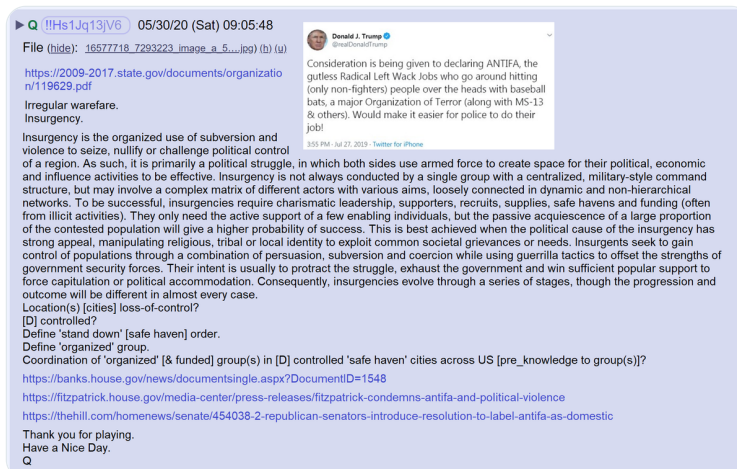 Q !!Hs1Jq13jV6 05/30/20 (Sat) 09:05:48
File (hide): 16577718_7293223_image_a_5....jpg) (h) (u)
Donald J. Trump
@realDonaldTrump
Consideration is being given to declaring ANTIFA, the
gutless Radical Left Wack Jobs who go around hitting
(only non-fighters) people over the heads with baseball
bats, a major Organization of Terror (along with MS-13
& others). Would make it easier for police to do their
job!
3:55 PM · Jul 27, 2019 · Twitter for iPhone
https://2009-2017.state.gov/documents/organizatio
n/119629.pdf
Irregular warefare.
Insurgency.
Insurgency is the organized use of subversion and
violence to seize, nullify or challenge political control
of a region. As such, it is primarily a political struggle, in which both sides use armed force to create space for their political, economic
and influence activities to be effective. Insurgency is not always conducted by a single group with a centralized, military-style command
structure, but may involve a complex matrix of different actors with various aims, loosely connected in dynamic and non-hierarchical
networks. To be successful, insurgencies require charismatic leadership, supporters, recruits, supplies, safe havens and funding (often
from illicit activities). They only need the active support of a few enabling individuals, but the passive acquiescence of a large proportion
of the contested population will give a higher probability of success. This is best achieved when the political cause of the insurgency has
strong appeal, manipulating religious, tribal or local identity to exploit common societal grievances or needs. Insurgents seek to gain
control of populations through a combination of persuasion, subversion and coercion while using guerrilla tactics to offset the strengths of
government security forces. Their intent is usually to protract the struggle, exhaust the government and win sufficient popular support to
force capitulation or political accommodation. Consequently, insurgencies evolve through a series of stages, though the progression and
outcome will be different in almost every case.
Location(s) [cities] loss-of-control?
[D] controlled?
Define 'stand down' [safe haven] order.
Define 'organized' group.
Coordination of 'organized' [& funded] group(s) in [D] controlled 'safe haven' cities across US [pre_knowledge to group(s)]?
https://banks.house.gov/news/documentsingle.aspx?DocumentID=1548
https://fitzpatrick.house.gov/media-center/press-releases/fitzpatrick-condemns-antifa-and-political-violence
https://thehill.com/homenews/senate/454038-2-republican-senators-introduce-resolution-to-label-antifa-as-domestic
Thank you for playing.
Have a Nice Day.
Q